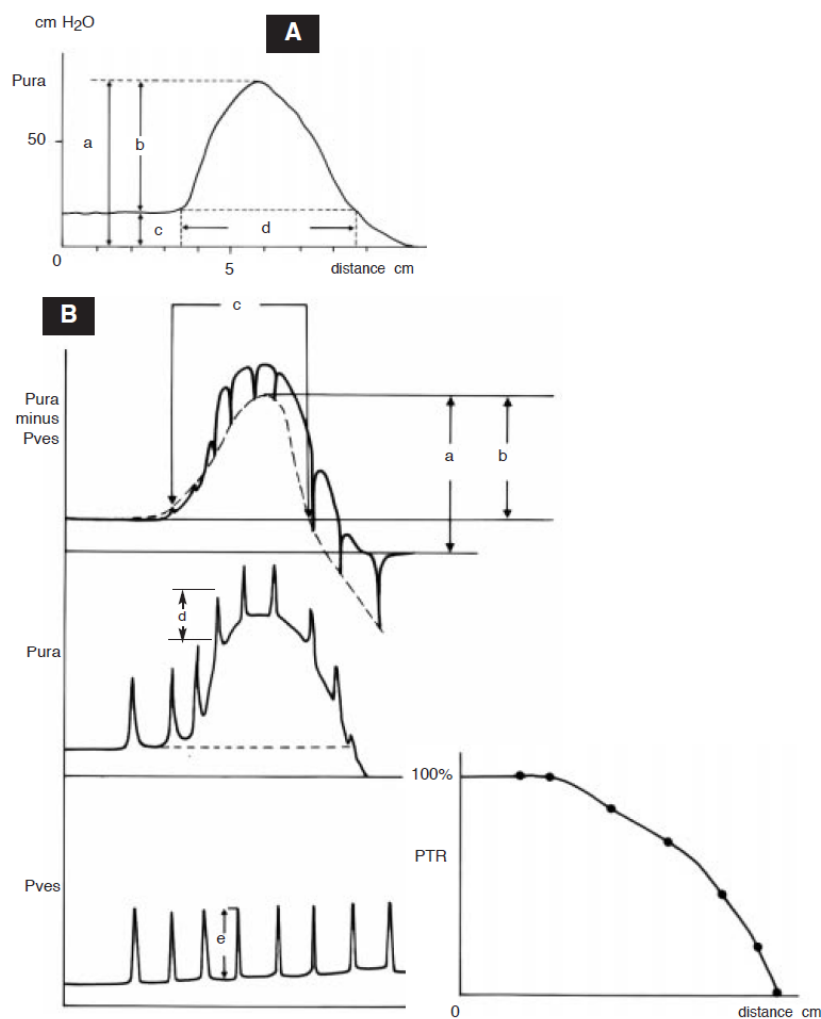 cm H₂O
A
Pura
50
a
b
c
d
0
5
distance cm
B
c
Pura
minus
Pves
a
b
d
Pura
100%
PTR
Pves
e
0
distance cm